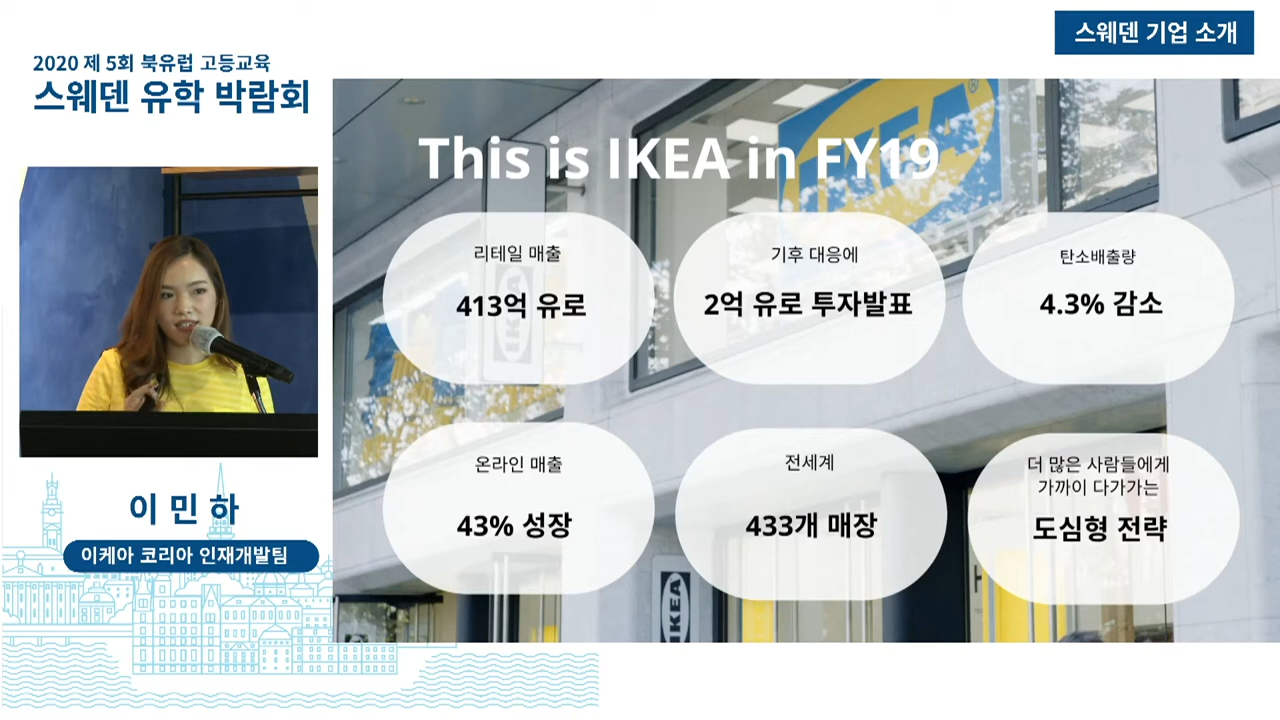 스웨덴 기업 소개
2020 제 5회 북유럽 고등교육
스웨덴 유학 박람회
This is IKEA in FY19
IKEA
리테일 매출
413억 유로
기후 대응에
2억 유로 투자발표
탄소배출량
4.3% 감소
IKEA
온라인 매출
43% 성장
전세계
433개 매장
더 많은 사람들에게
가까이 다가가는
도심형 전략
IKEA
이 민 하
이케아 코리아 인재개발팀